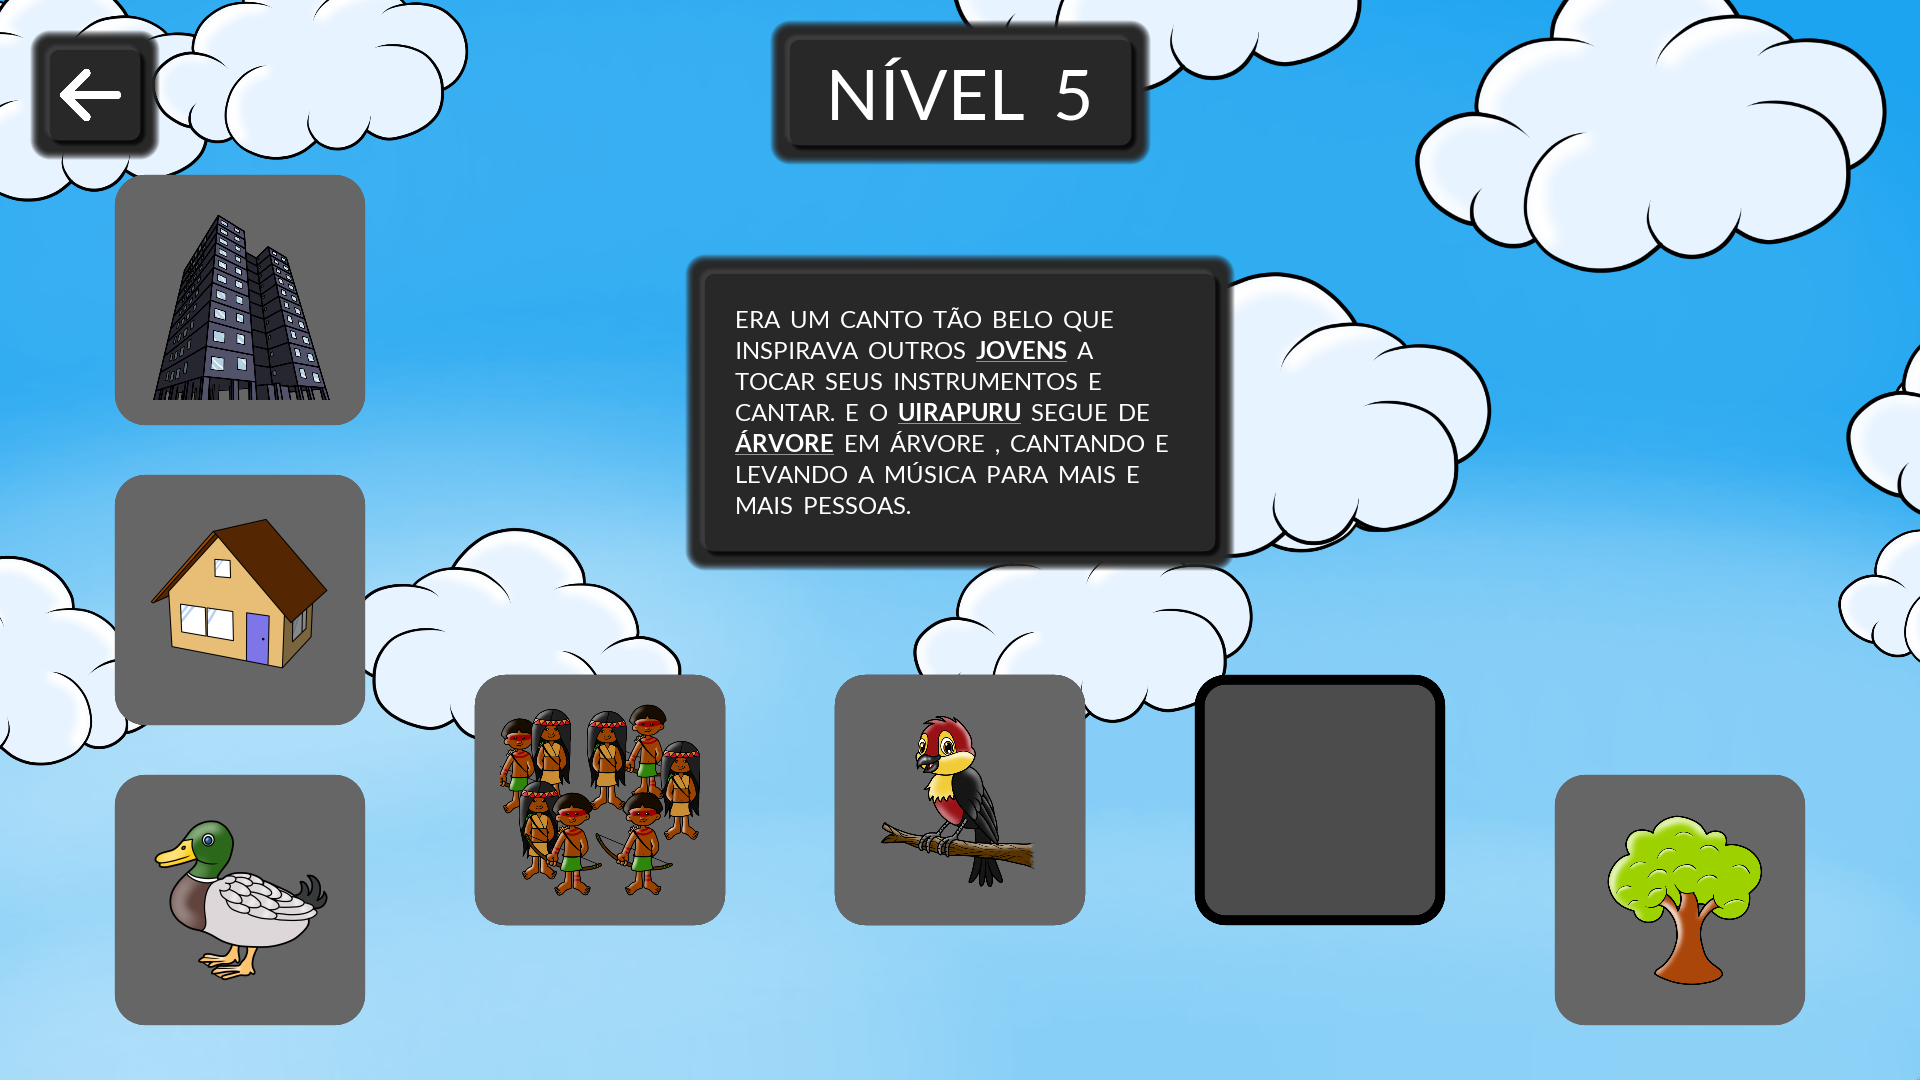 NÍVEL 5
ERA UM CANTO TÃO BELO QUE
INSPIRAVA OUTROS JOVENS A
TOCAR SEUS INSTRUMENTOS E
CANTAR. E O UIRAPURU SEGUE DE
ÁRVORE EM ÁRVORE , CANTANDO E
LEVANDO A MÚSICA PARA MAIS E
MAIS PESSOAS.